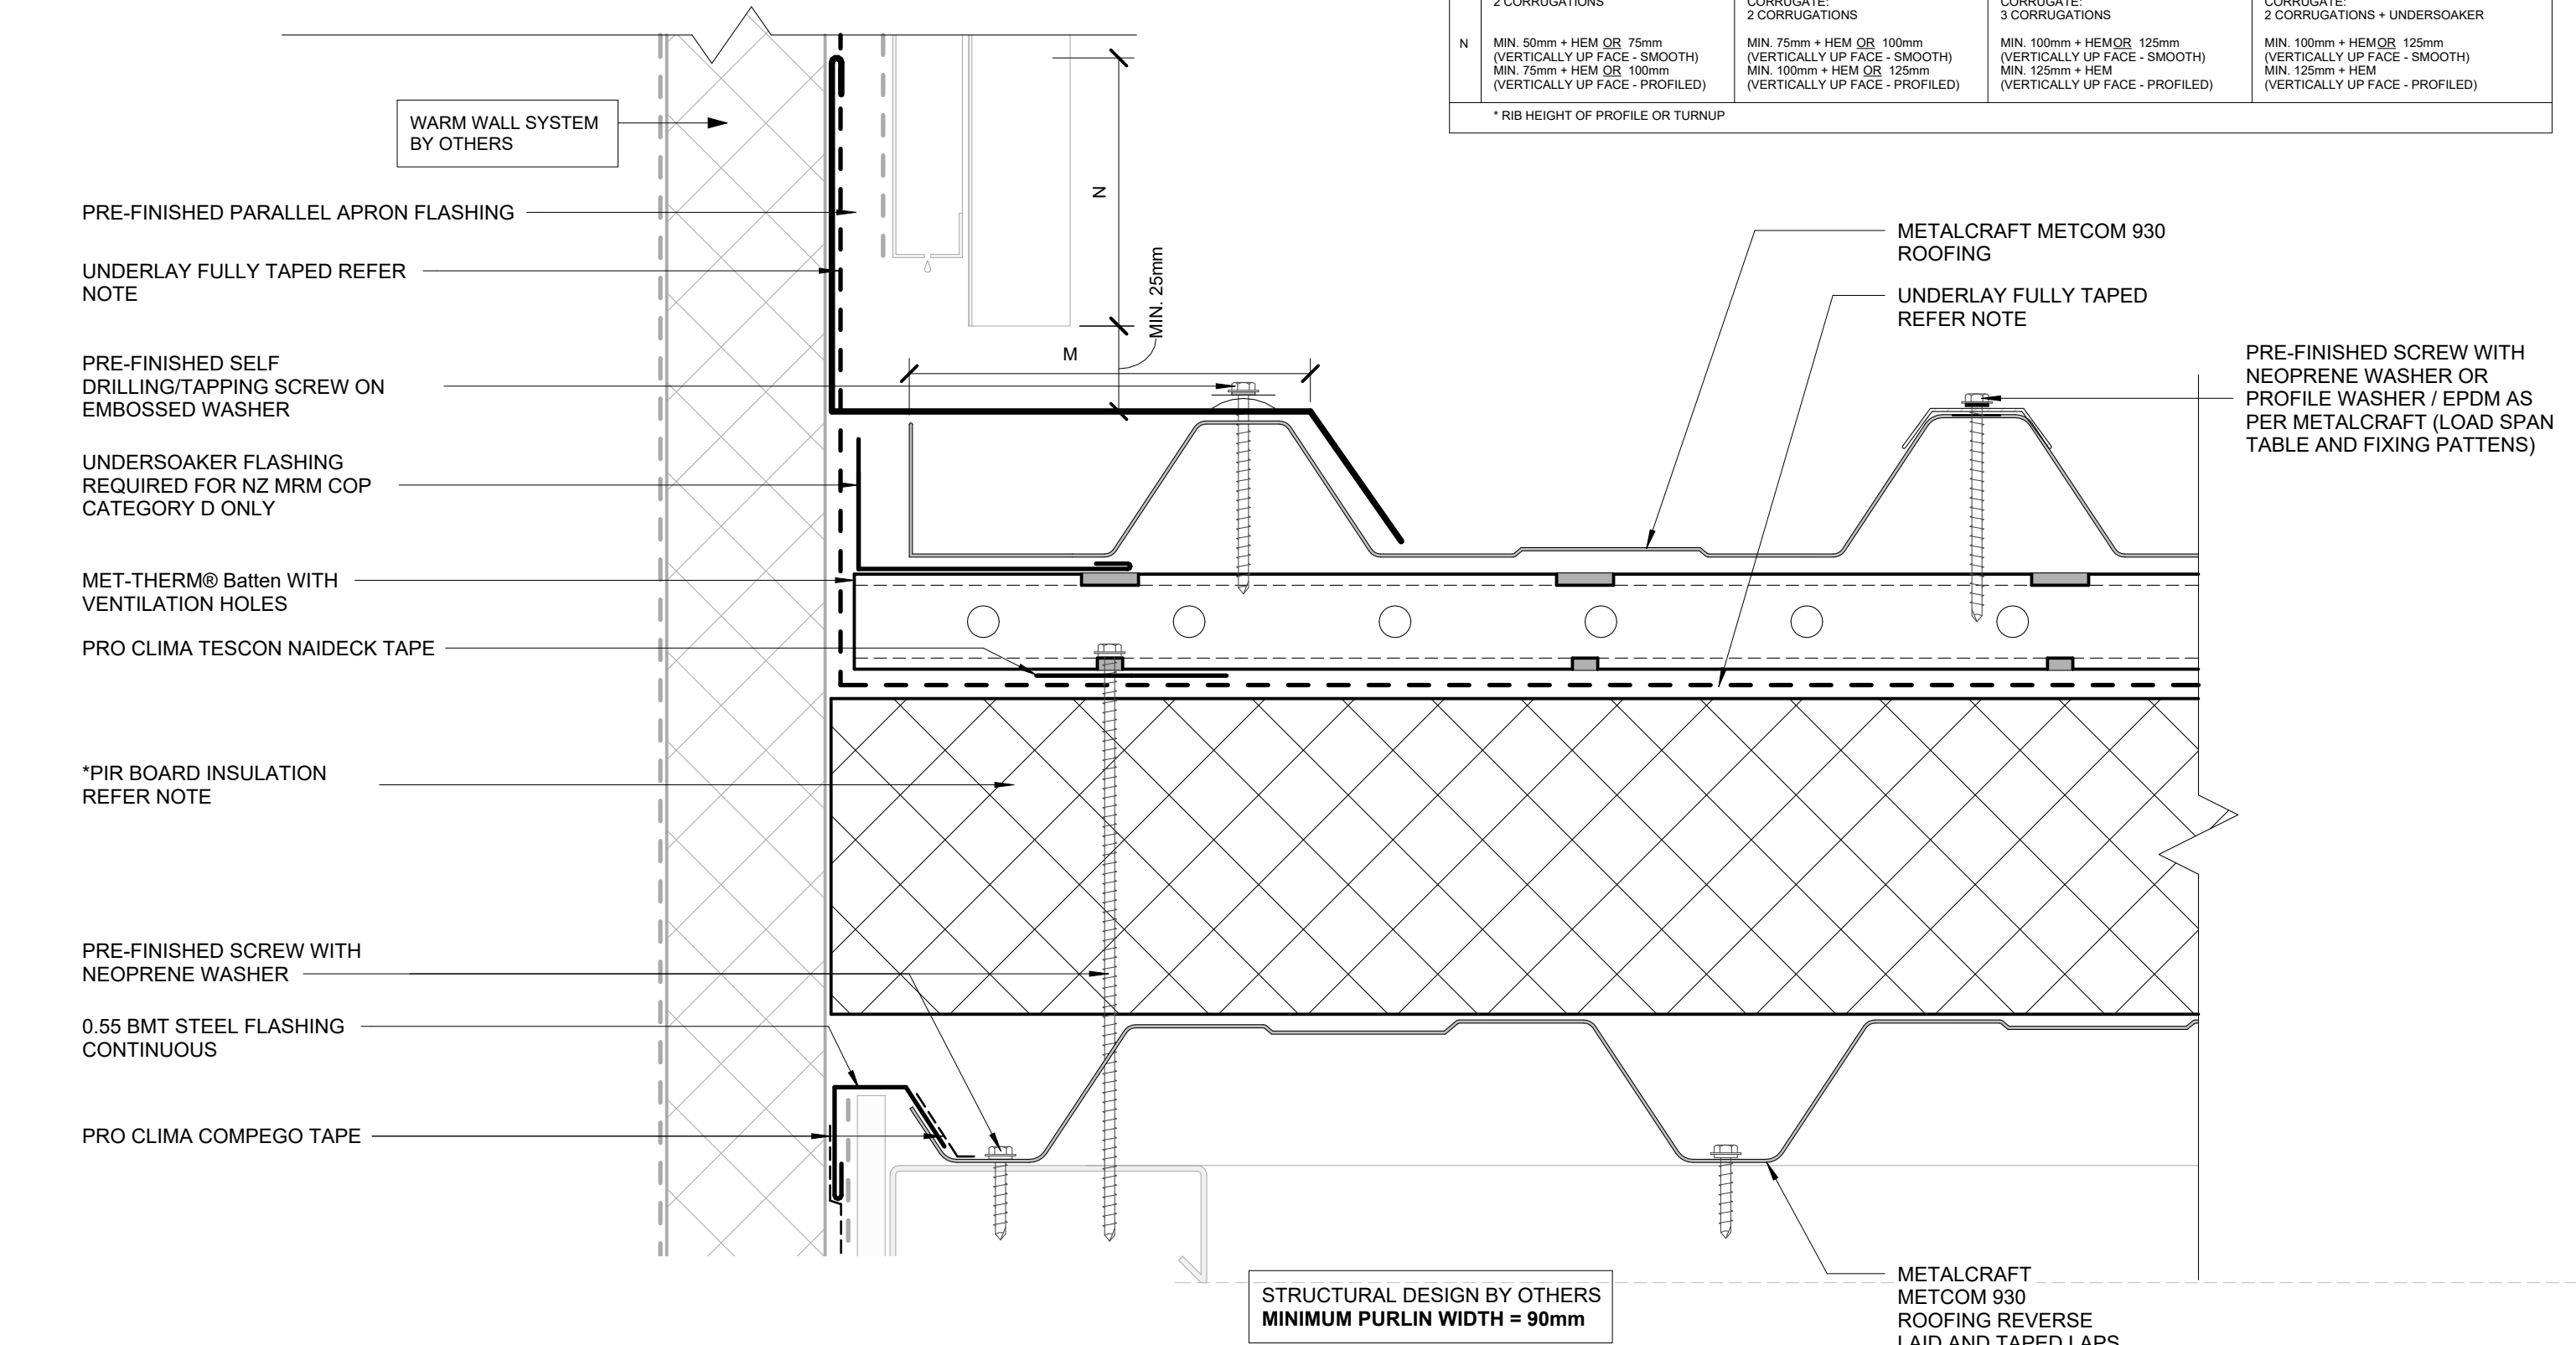 2 CORRUGATIONS
CORRUGATE:
2 CORRUGATIONS
CORRUGATE:
3 CORRUGATIONS
CORRUGATE:
2 CORRUGATIONS + UNDERSOAKER
N
MIN. 50mm + HEM OR 75mm
(VERTICALLY UP FACE - SMOOTH)
MIN. 75mm + HEM OR 100mm
(VERTICALLY UP FACE - PROFILED)
MIN. 75mm + HEM OR 100mm
(VERTICALLY UP FACE - SMOOTH)
MIN. 100mm + HEM OR 125mm
(VERTICALLY UP FACE - PROFILED)
MIN. 100mm + HEMOR 125mm
(VERTICALLY UP FACE - SMOOTH)
MIN. 125mm + HEM
(VERTICALLY UP FACE - PROFILED)
MIN. 100mm + HEMOR 125mm
(VERTICALLY UP FACE - SMOOTH)
MIN. 125mm + HEM
(VERTICALLY UP FACE - PROFILED)
* RIB HEIGHT OF PROFILE OR TURNUP
WARM WALL SYSTEM
BY OTHERS
PRE-FINISHED PARALLEL APRON FLASHING
UNDERLAY FULLY TAPED REFER
NOTE
PRE-FINISHED SELF
DRILLING/TAPPING SCREW ON
EMBOSSED WASHER
UNDERSOAKER FLASHING
REQUIRED FOR NZ MRM COP
CATEGORY D ONLY
MET-THERM® Batten WITH
VENTILATION HOLES
PRO CLIMA TESCON NAIDECK TAPE
*PIR BOARD INSULATION
REFER NOTE
PRE-FINISHED SCREW WITH
NEOPRENE WASHER
0.55 BMT STEEL FLASHING
CONTINUOUS
PRO CLIMA COMPEGO TAPE
N
MIN. 25mm
M
METALCRAFT METCOM 930
ROOFING
UNDERLAY FULLY TAPED
REFER NOTE
PRE-FINISHED SCREW WITH
NEOPRENE WASHER OR
PROFILE WASHER / EPDM AS
PER METALCRAFT (LOAD SPAN
TABLE AND FIXING PATTENS)
STRUCTURAL DESIGN BY OTHERS
MINIMUM PURLIN WIDTH = 90mm
METALCRAFT
METCOM 930
ROOFING REVERSE
LAID AND TAPED LAPS